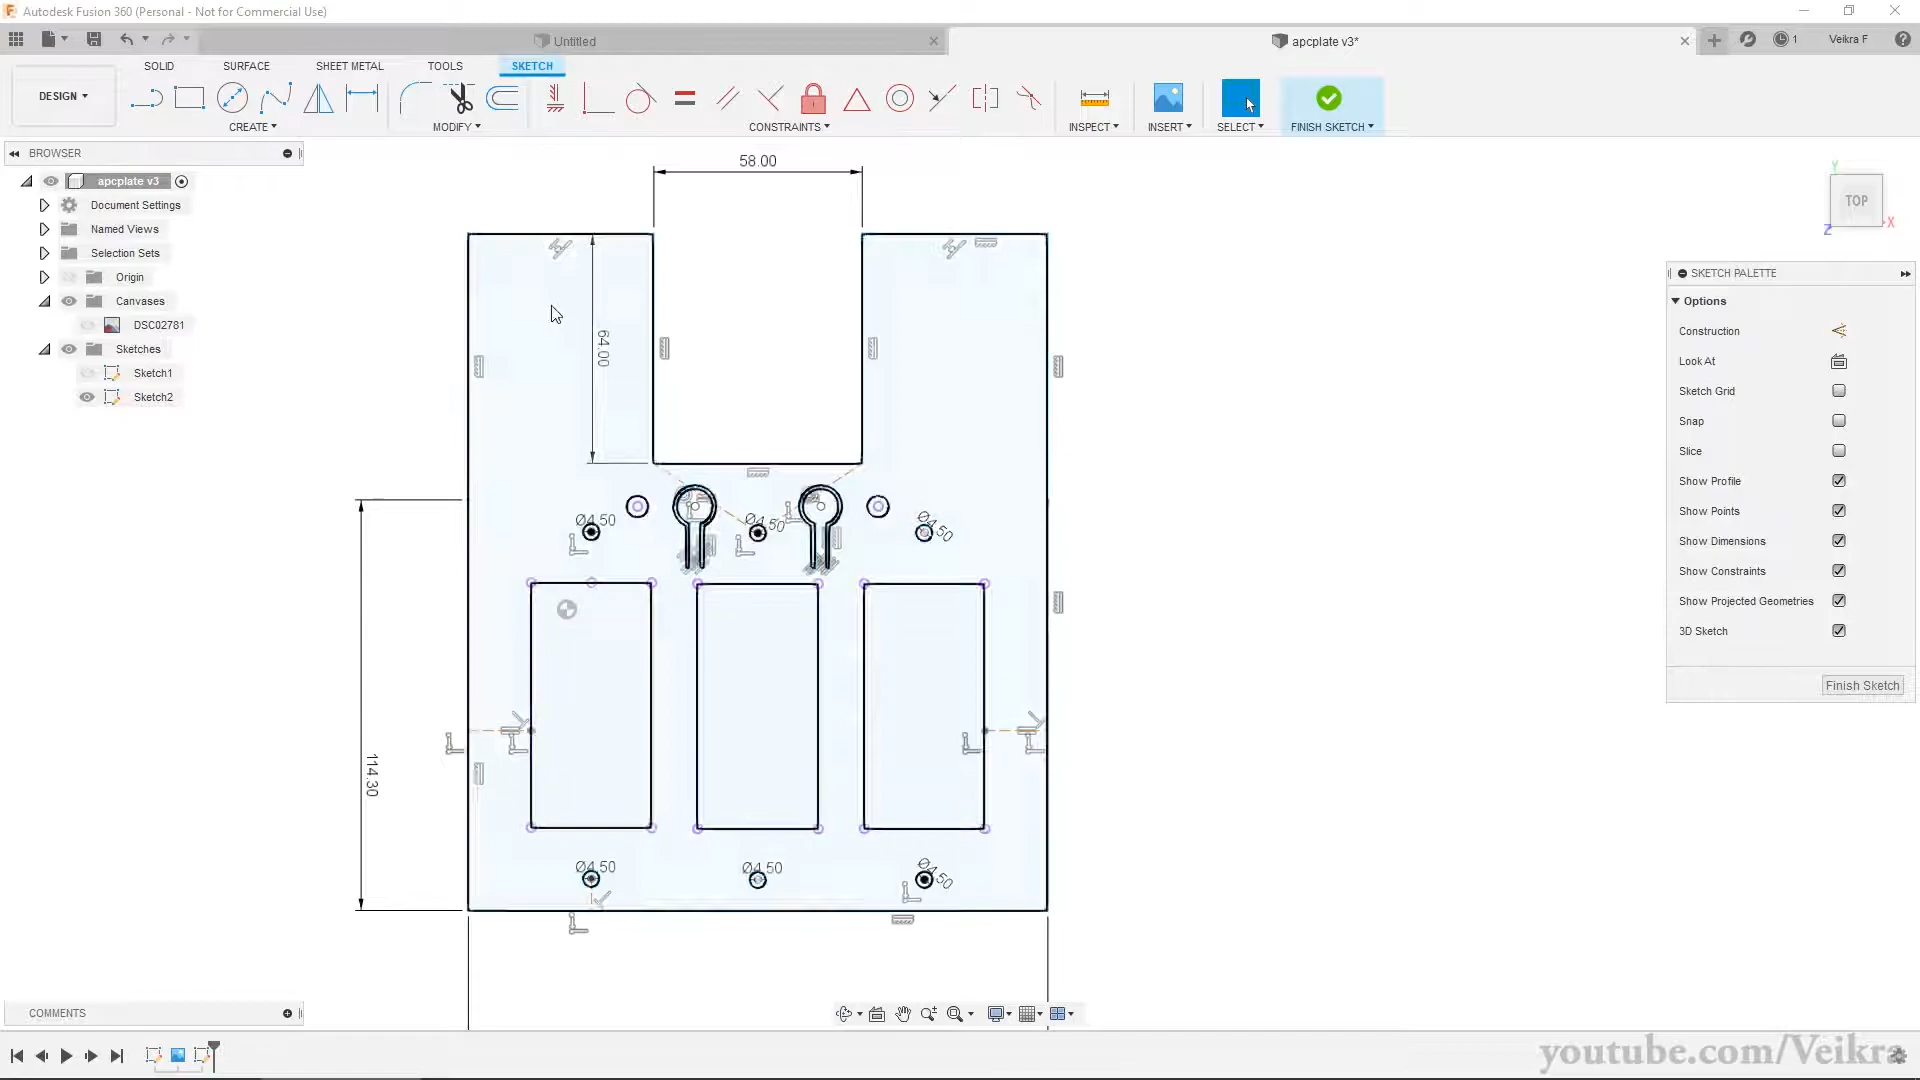 Autodesk Fusion 360 (Personal - Not for Commercial Use)
Untitled
apcplate v3*
1
Veikra F
DESIGN
SOLID
SURFACE
SHEET METAL
TOOLS
SKETCH
CREATE
MODIFY
CONSTRAINTS
INSPECT
INSERT
SELECT
FINISH SKETCH
BROWSER
apcplate v3
Document Settings
Named Views
Selection Sets
Origin
Canvases
DSC02781
Sketches
Sketch1
Sketch2
58.00
64.00
Ø4.50
Ø4.50
Ø4.50
114.30
Ø4.50
Ø4.50
Ø4.50
Y
TOP
X
Z
SKETCH PALETTE
Options
Construction
Look At
Sketch Grid
Snap
Slice
Show Profile
Show Points
Show Dimensions
Show Constraints
Show Projected Geometries
3D Sketch
Finish Sketch
COMMENTS
youtube.com/Veikra